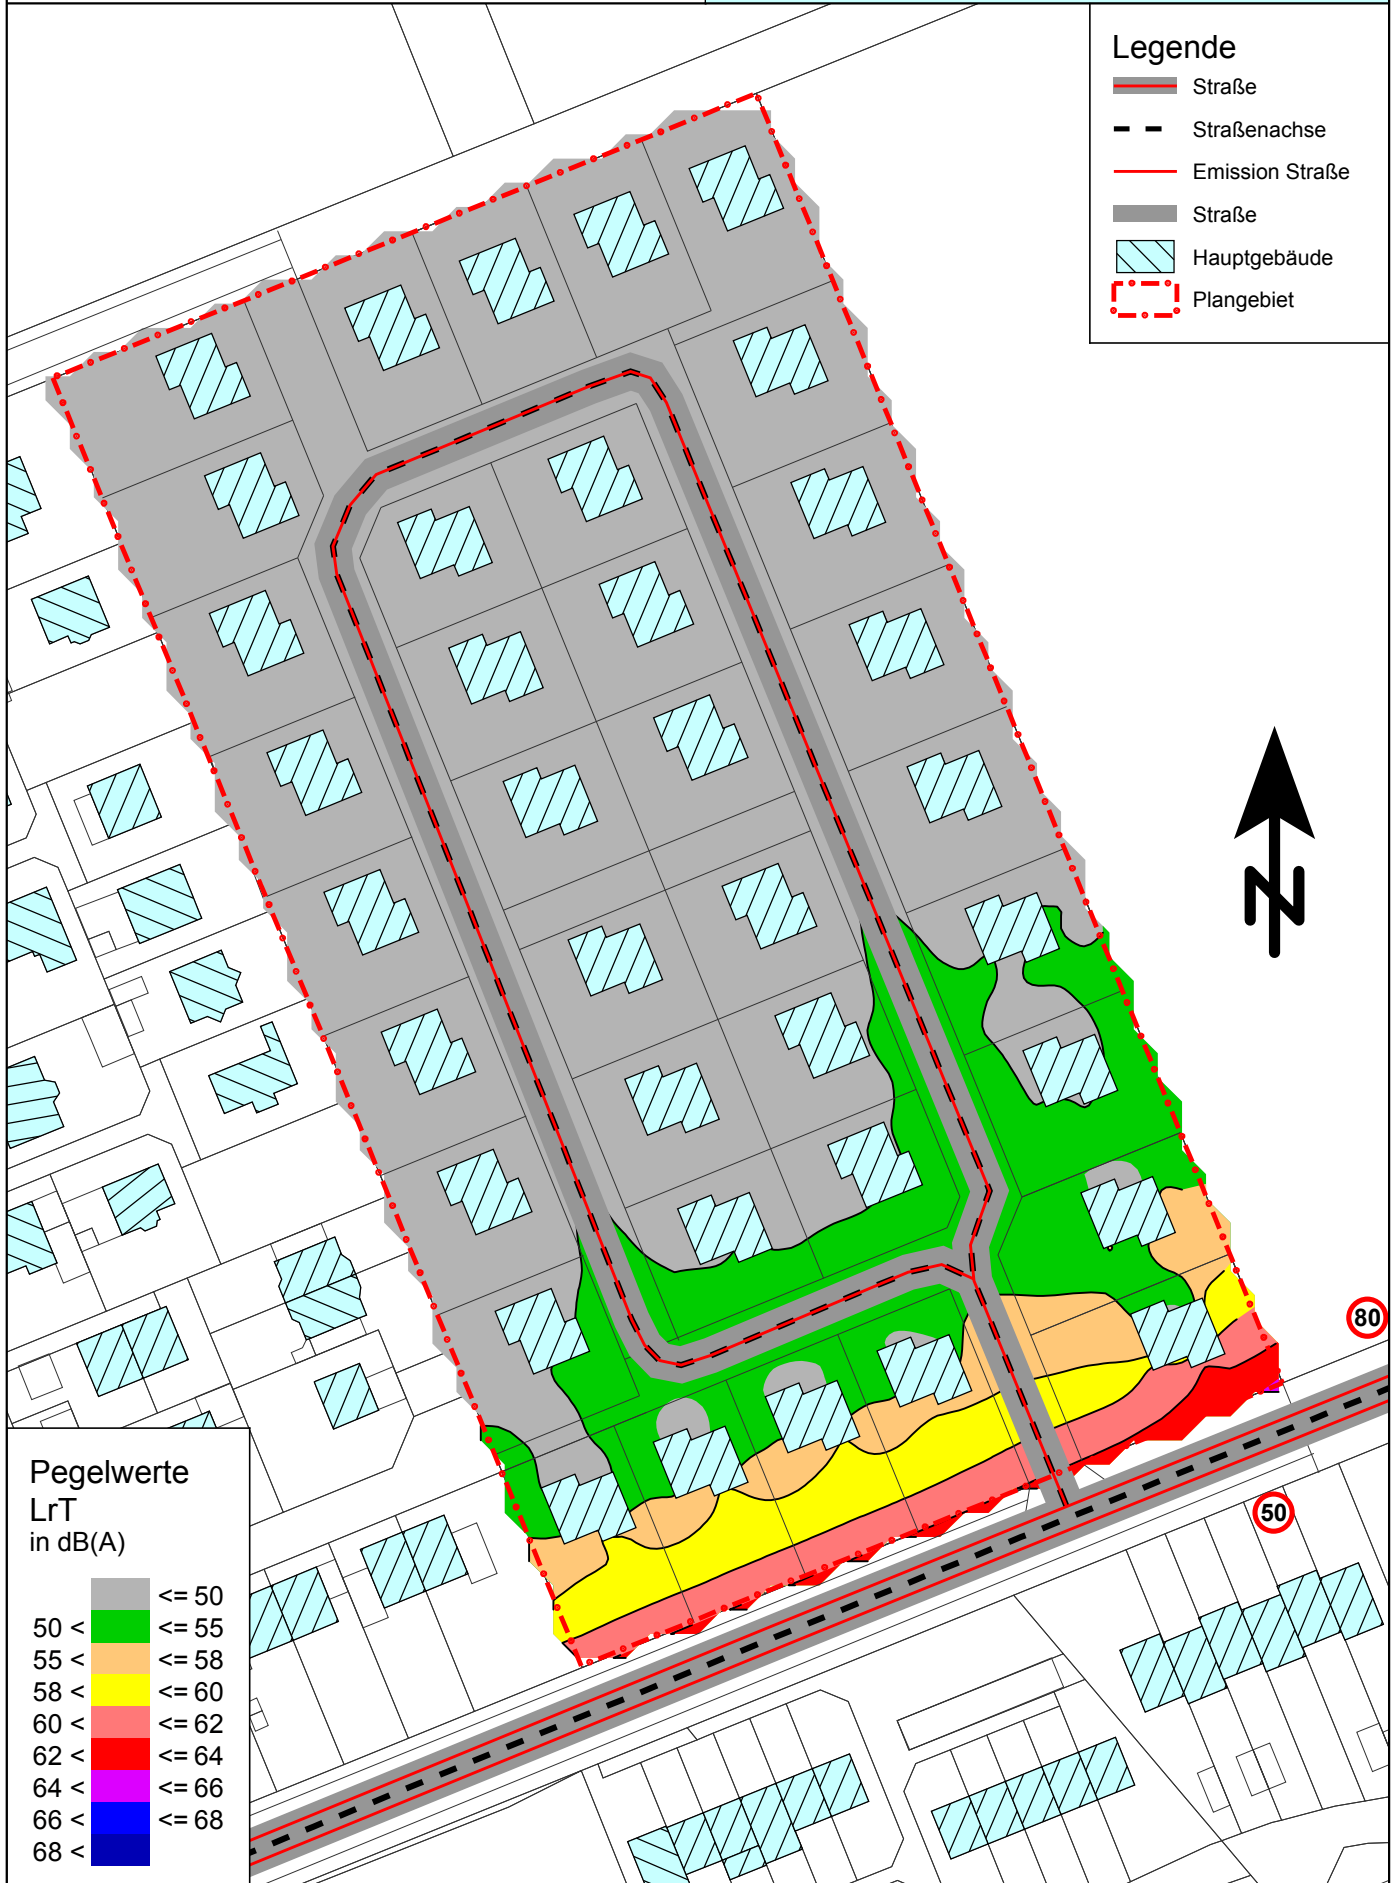 Legende
Straße
Straßenachse
Emission Straße
Straße
Hauptgebäude
Plangebiet
N
80
50
Pegelwerte
LrT
in dB(A)
<= 50
50 < <= 55
55 < <= 58
58 < <= 60
60 < <= 62
62 < <= 64
64 < <= 66
66 < <= 68
68 <